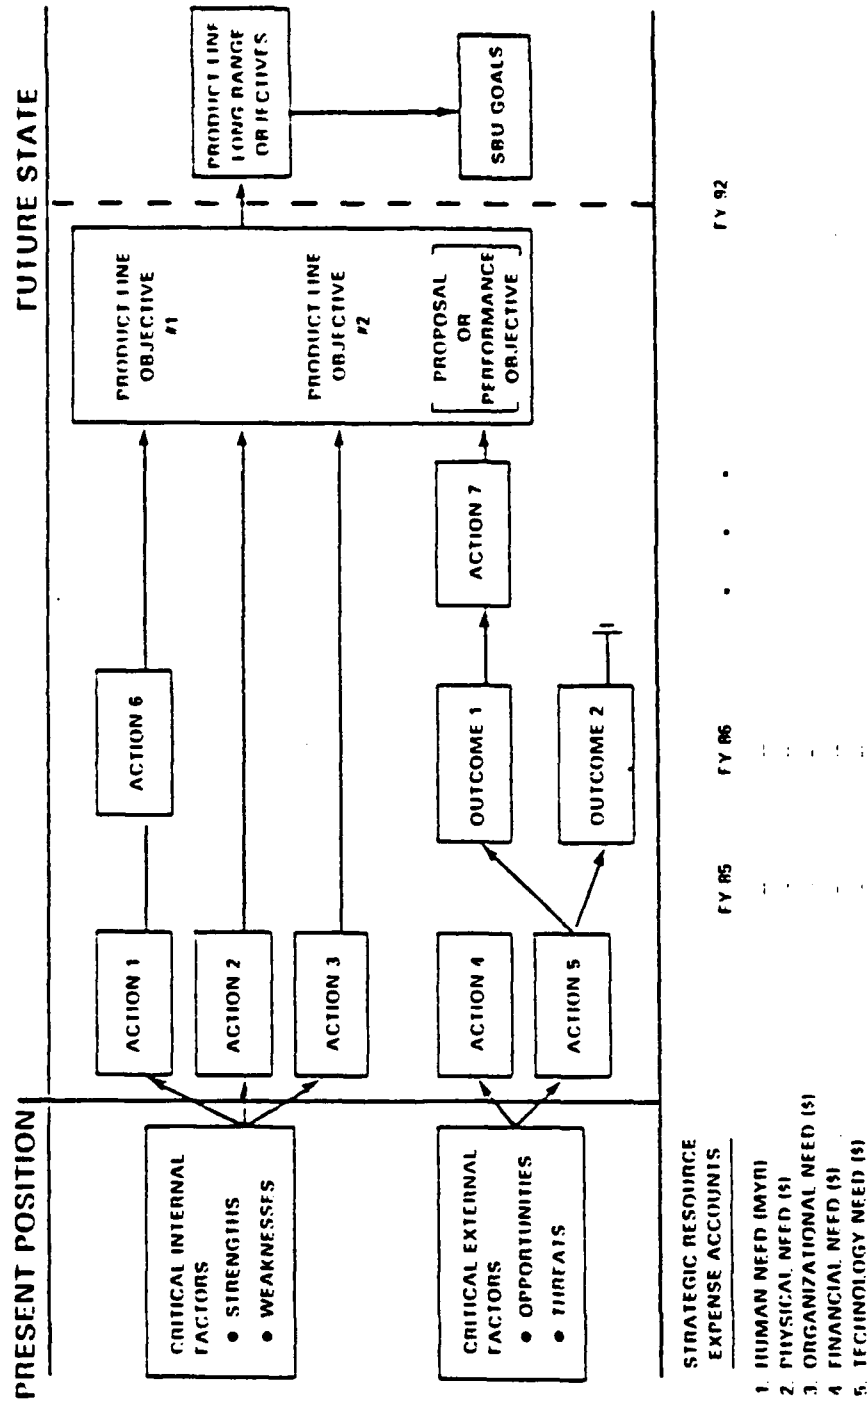 PRESENT POSITION
FUTURE STATE
CRITICAL INTERNAL
FACTORS
● STRENGTHS
● WEAKNESSES
CRITICAL EXTERNAL
FACTORS
● OPPORTUNITIES
● THREATS
ACTION 1
ACTION 2
ACTION 3
ACTION 4
ACTION 5
ACTION 6
OUTCOME 1
OUTCOME 2
ACTION 7
PRODUCT LINE
OBJECTIVE
#1
PRODUCT LINE
OBJECTIVE
#2
PROPOSAL
OR
PERFORMANCE
OBJECTIVE
PRODUCT LINE
LONG RANGE
OBJECTIVES
SBU GOALS
STRATEGIC RESOURCE
EXPENSE ACCOUNTS
FY 85
FY 86
• • •
FY 92
1. HUMAN NEED (MYR)
2. PHYSICAL NEED ($)
3. ORGANIZATIONAL NEED ($)
4 FINANCIAL NEED ($)
5. TECHNOLOGY NEED ($)